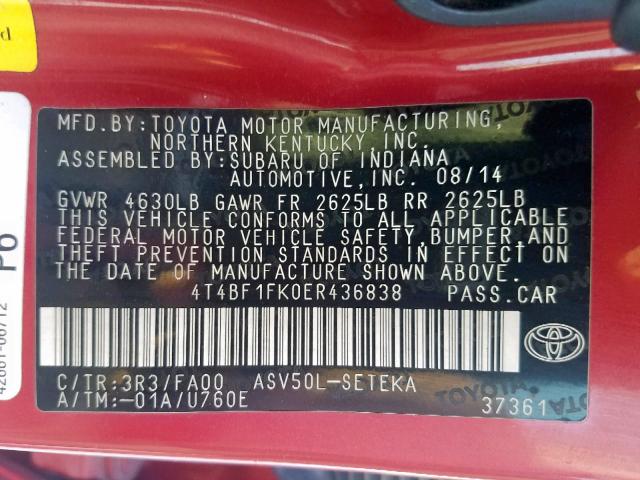 MFD.BY:TOYOTA MOTOR MANUFACTURING,
NORTHERN KENTUCKY,INC.
ASSEMBLED BY:SUBARU OF INDIANA
AUTOMOTIVE,INC. 08/14
GVWR 4630LB GAWR FR 2625LB RR 2625LB
THIS VEHICLE CONFORMS TO ALL APPLICABLE
FEDERAL MOTOR VEHICLE SAFETY,BUMPER,AND
THEFT PREVENTION STANDARDS IN EFFECT ON
THE DATE OF MANUFACTURE SHOWN ABOVE.
4T4BF1FK0ER436838 PASS.CAR
C/TR:3R3/FA00 ASV50L-SETEKA
A/TM:-01A/U760E 37361
TOYOTA
Po